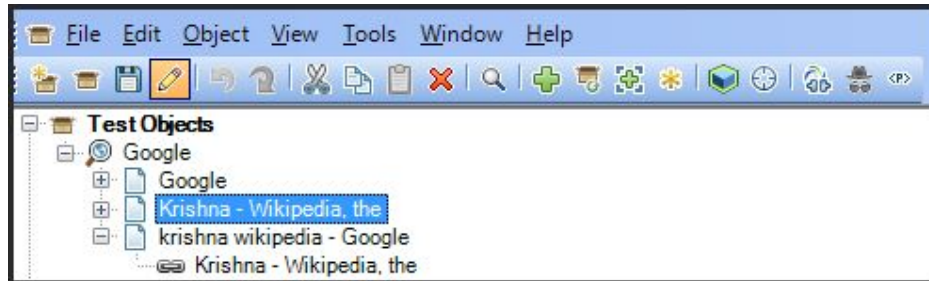 File Edit Object View Tools Window Help
<P>
Test Objects
Google
Google
Krishna - Wikipedia, the
krishna wikipedia - Google
Krishna - Wikipedia, the